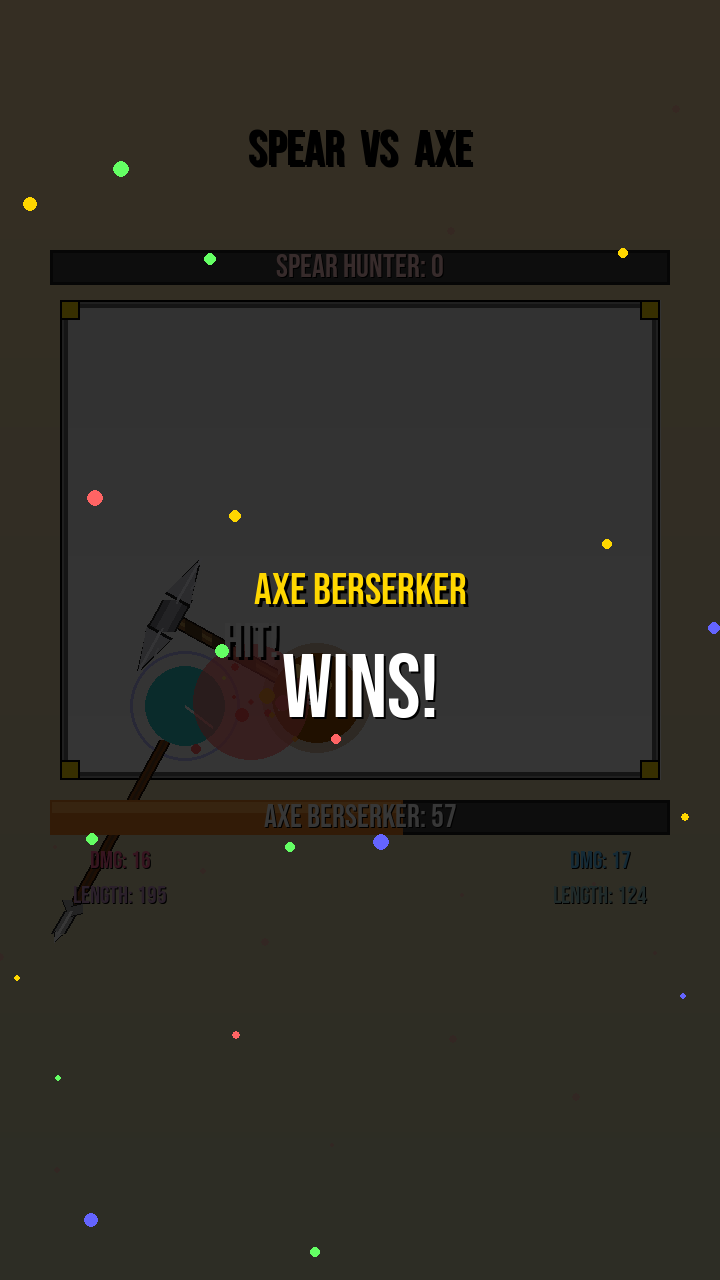 SPEAR VS AXE
SPEAR HUNTER: 0
AXE BERSERKER
HIT!
WINS!
AXE BERSERKER: 57
DMG: 16
DMG: 17
LENGTH: 195
LENGTH: 124